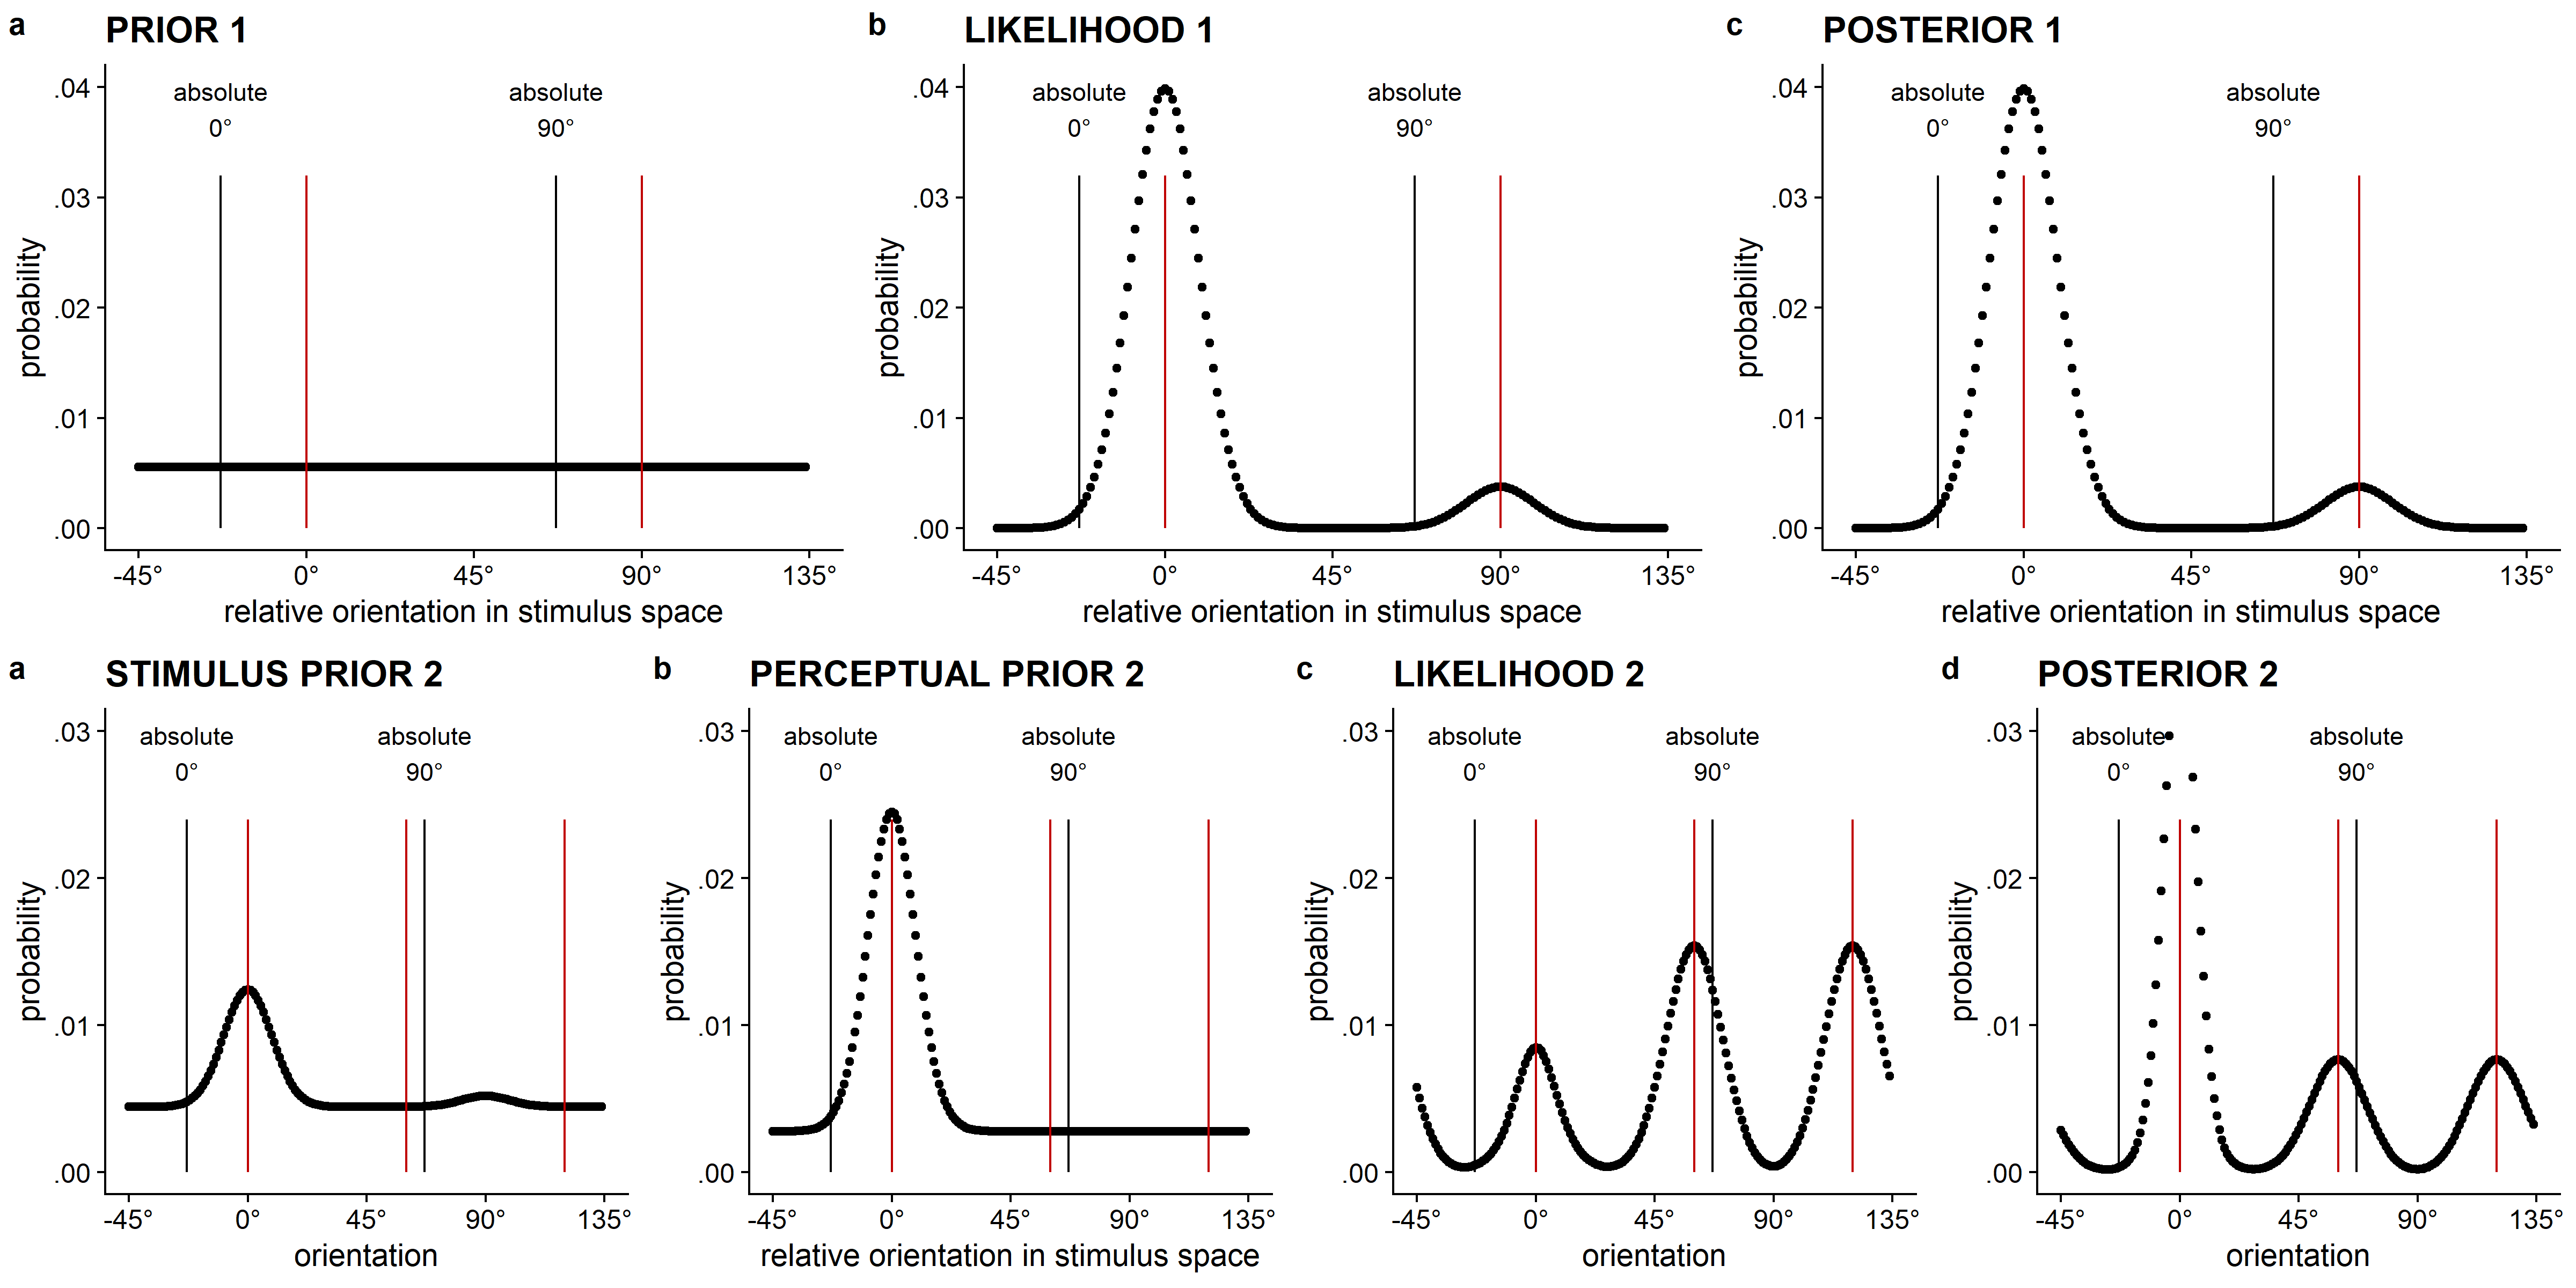 a PRIOR 1
absolute absolute
0° 90°
.04
.03
.02
.01
.00
probability
-45° 0° 45° 90° 135°
relative orientation in stimulus space
b LIKELIHOOD 1
absolute absolute
0° 90°
.04
.03
.02
.01
.00
probability
-45° 0° 45° 90° 135°
relative orientation in stimulus space
c POSTERIOR 1
absolute absolute
0° 90°
.04
.03
.02
.01
.00
probability
-45° 0° 45° 90° 135°
relative orientation in stimulus space
a STIMULUS PRIOR 2
absolute absolute
0° 90°
.03
.02
.01
.00
probability
-45° 0° 45° 90° 135°
orientation
b PERCEPTUAL PRIOR 2
absolute absolute
0° 90°
.03
.02
.01
.00
probability
-45° 0° 45° 90° 135°
relative orientation in stimulus space
c LIKELIHOOD 2
absolute absolute
0° 90°
.03
.02
.01
.00
probability
-45° 0° 45° 90° 135°
orientation
d POSTERIOR 2
absolute absolute
0° 90°
.03
.02
.01
.00
probability
-45° 0° 45° 90° 135°
orientation